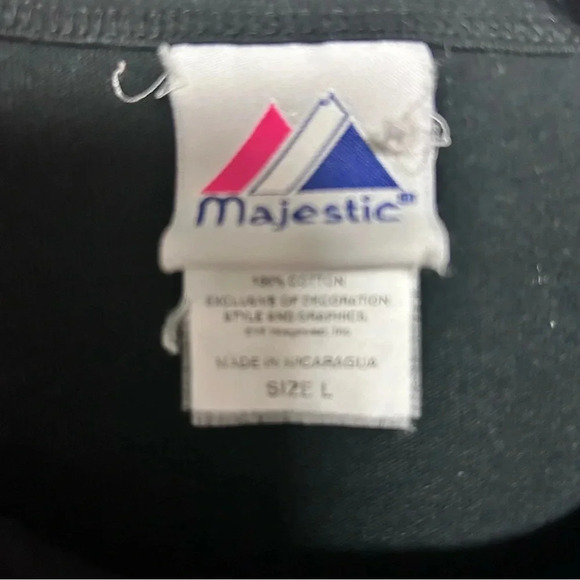 majestic
100% COTTON.
EXCLUSIVE OF DECORATION.
STYLE AND GRAPHICS.
MADE IN NICARAGUA
SIZE L